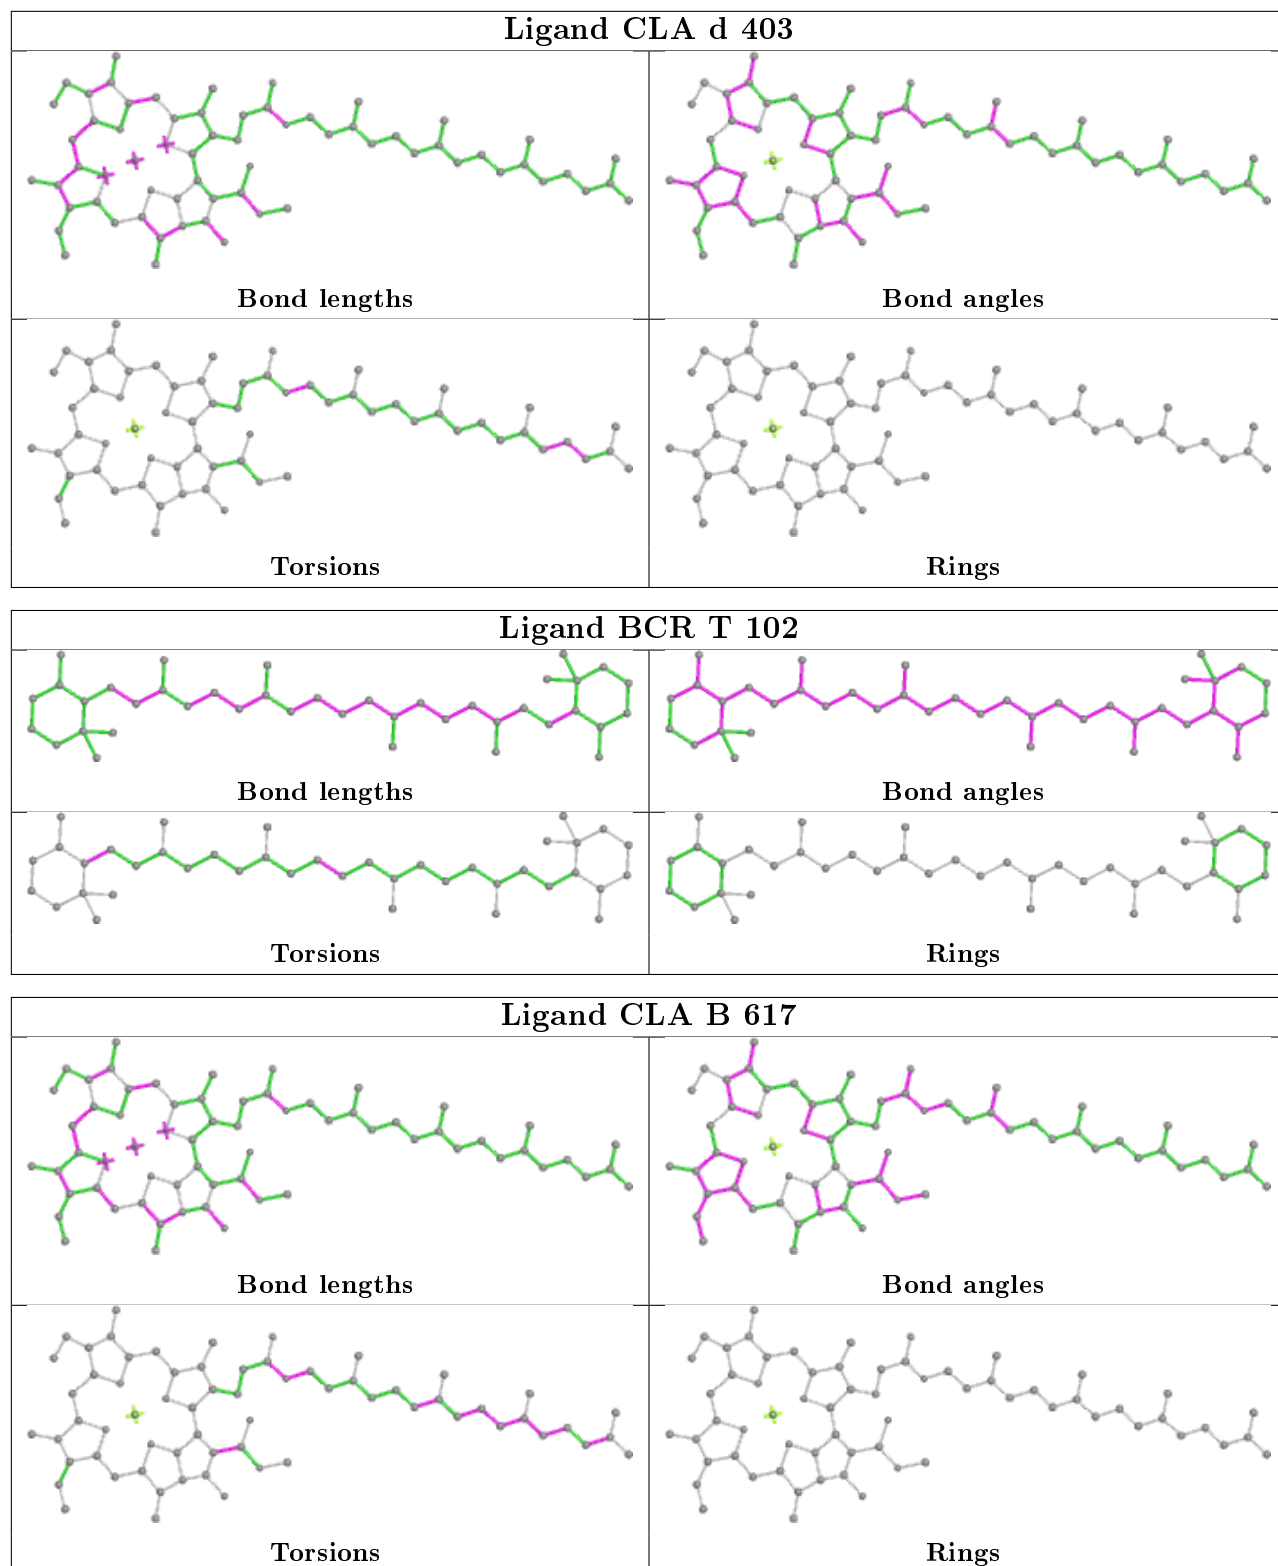 Ligand CLA d 403
Bond lengths
Bond angles
Torsions
Rings
Ligand BCR T 102
Bond lengths
Bond angles
Torsions
Rings
Ligand CLA B 617
Bond lengths
Bond angles
Torsions
Rings